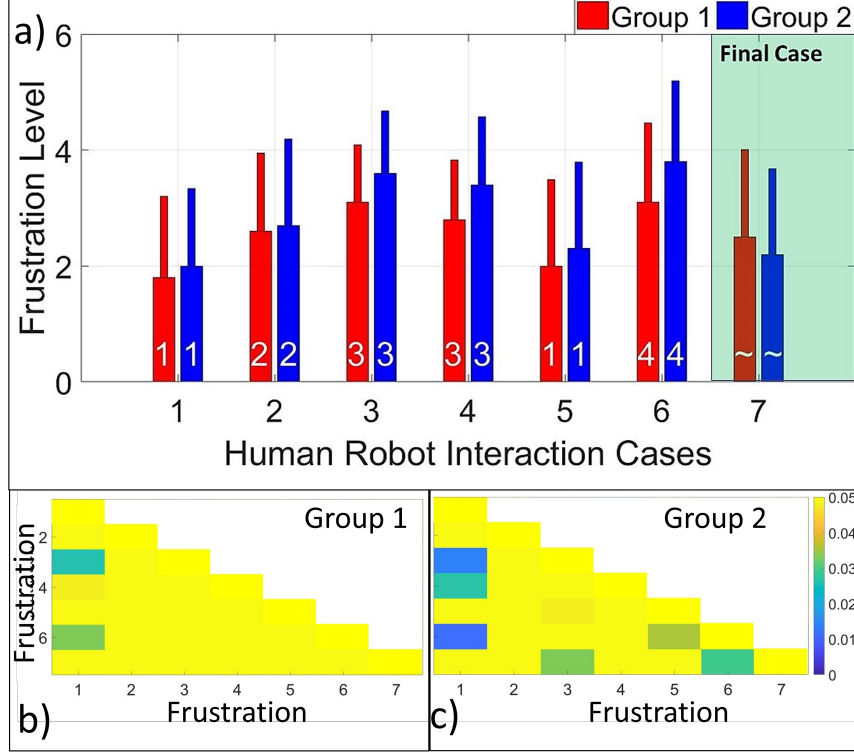 Group 1 Group 2
a)
Final Case
6
4
2
0
Frustration Level
1 1 2 2 3 3 3 3 1 1 4 4 ~ ~
1 2 3 4 5 6 7
Human Robot Interaction Cases
Group 1
2
4
6
Frustration
1 2 3 4 5 6 7
Frustration
b)
Group 2
0.05
0.04
0.03
0.02
0.01
0
1 2 3 4 5 6 7
Frustration
c)